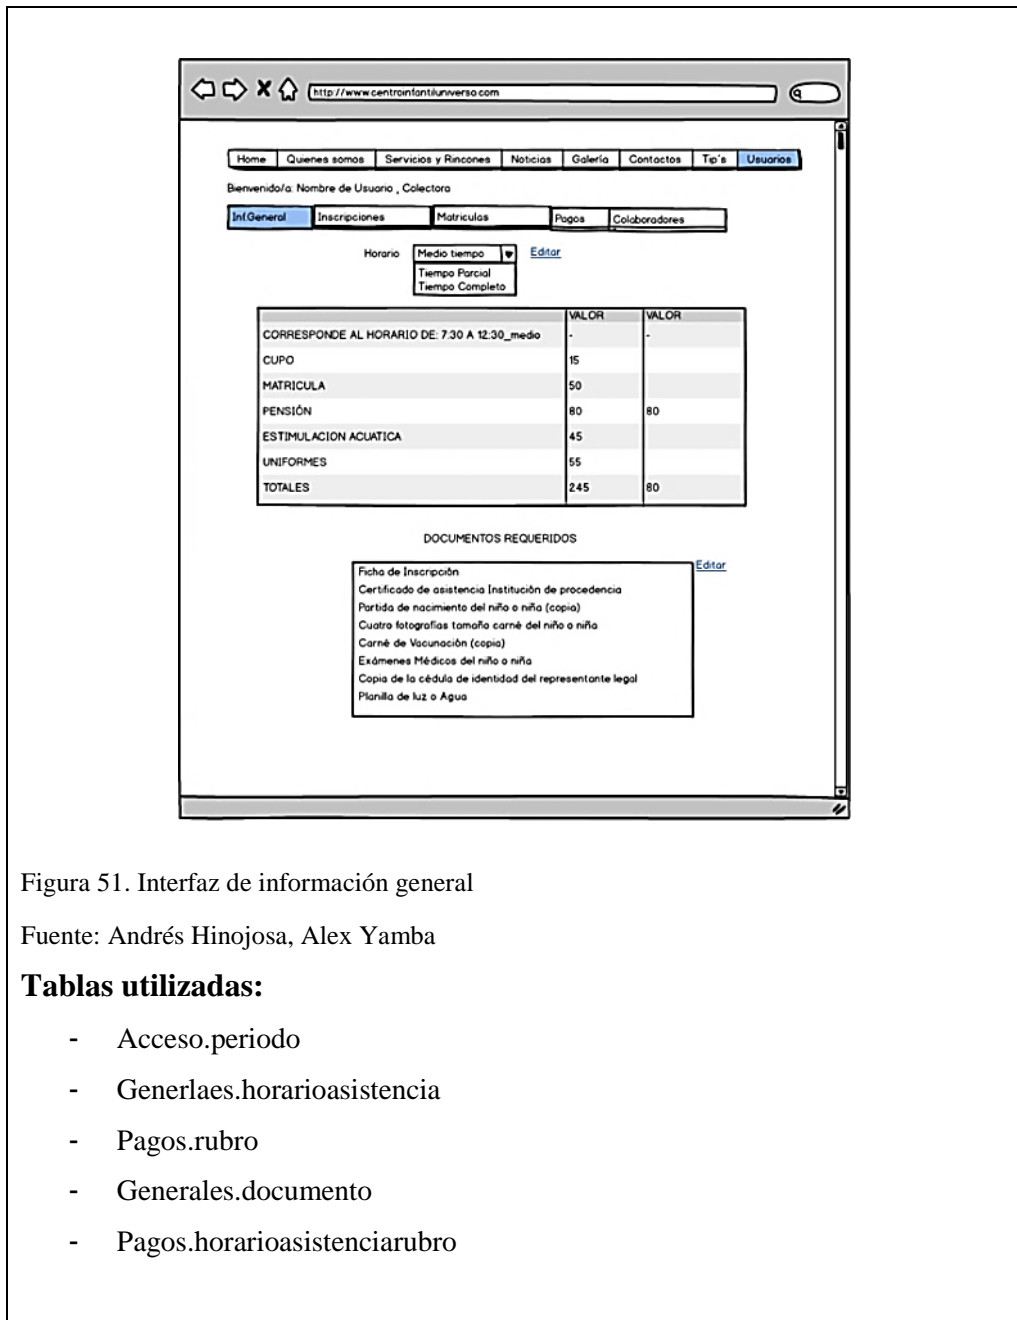 http://www.centroinfantiluniverso.com
Home Quienes somos Servicios y Rincones Noticias Galería Contactos Tip's Usuarios
Bienvenido/a: Nombre de Usuario , Colectora
Inf.General Inscripciones Matriculas Pagos Colaboradores
Horario Medio tiempo Editar
Tiempo Parcial
Tiempo Completo
VALOR VALOR
CORRESPONDE AL HORARIO DE: 7:30 A 12:30_medio - -
CUPO 15
MATRICULA 50
PENSIÓN 80 80
ESTIMULACION ACUATICA 45
UNIFORMES 55
TOTALES 245 80
DOCUMENTOS REQUERIDOS
Editar
Ficha de Inscripción
Certificado de asistencia Institución de procedencia
Partida de nacimiento del niño o niña (copia)
Cuatro fotografías tamaño carné del niño o niña
Carné de Vacunación (copia)
Exámenes Médicos del niño o niña
Copia de la cédula de identidad del representante legal
Planilla de luz o Agua
Figura 51. Interfaz de información general
Fuente: Andrés Hinojosa, Alex Yamba
Tablas utilizadas:
- Acceso.periodo
- Generlaes.horarioasistencia
- Pagos.rubro
- Generales.documento
- Pagos.horarioasistenciarubro